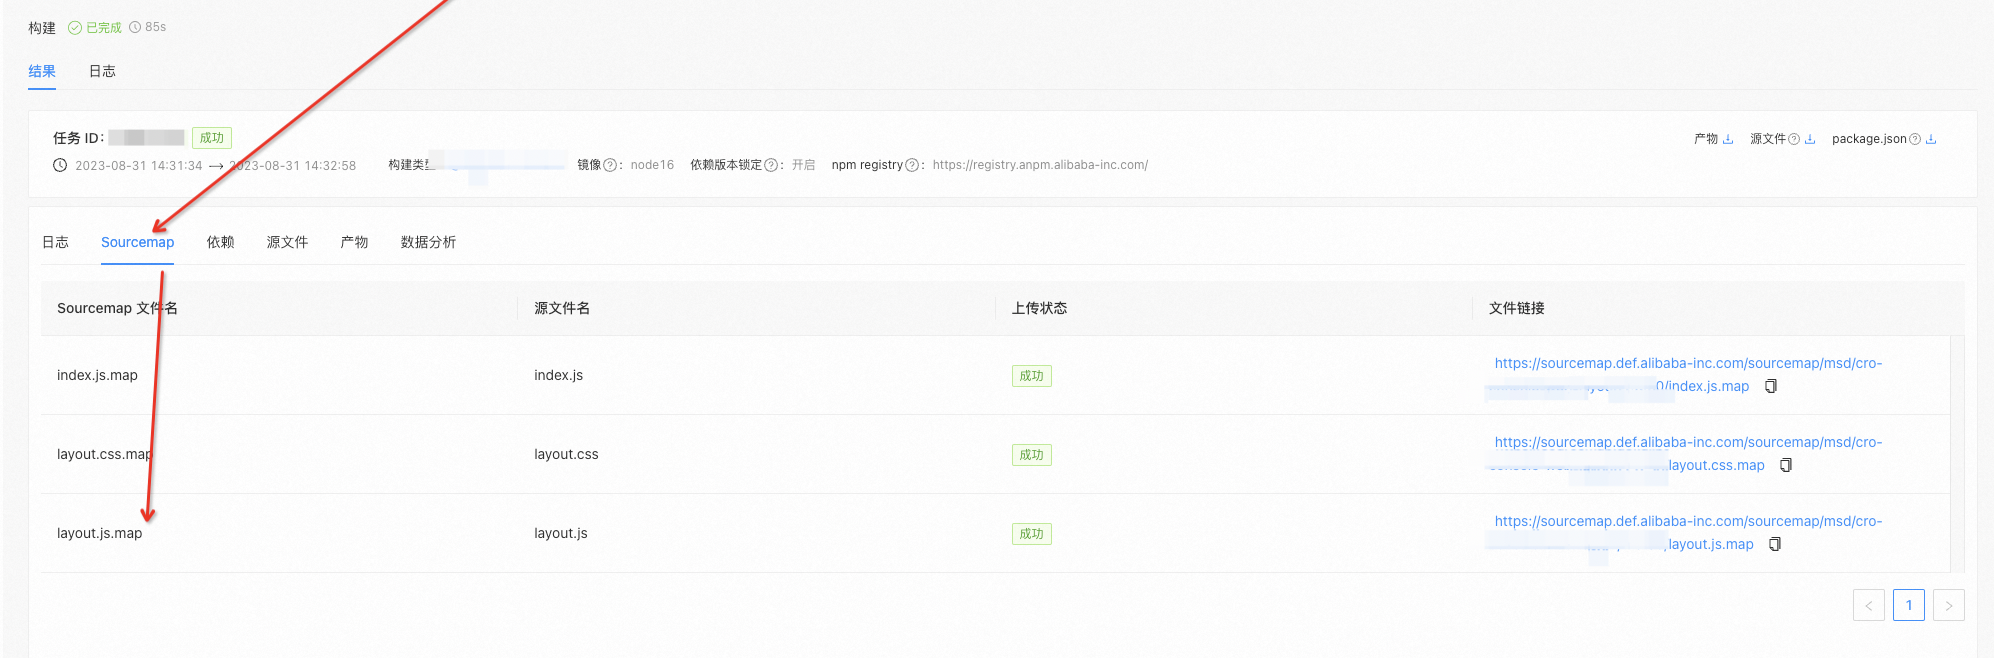 构建 已完成 85s
结果 日志
任务 ID: 成功
产物 源文件 package.json
2023-08-31 14:31:34 → 2023-08-31 14:32:58 构建类型 镜像 : node16 依赖版本锁定 : 开启 npm registry : https://registry.anpm.alibaba-inc.com/
日志 Sourcemap 依赖 源文件 产物 数据分析
Sourcemap 文件名 源文件名 上传状态 文件链接
index.js.map index.js 成功 https://sourcemap.def.alibaba-inc.com/sourcemap/msd/cro-
0/index.js.map
layout.css.map layout.css 成功 https://sourcemap.def.alibaba-inc.com/sourcemap/msd/cro-
layout.css.map
layout.js.map layout.js 成功 https://sourcemap.def.alibaba-inc.com/sourcemap/msd/cro-
layout.js.map
< 1 >